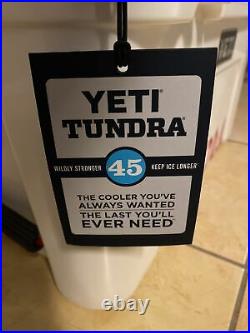 YETI
TUNDRA
WILDLY STRONGER 45 KEEP ICE LONGER
THE COOLER YOU'VE
ALWAYS WANTED
THE LAST YOU'LL
EVER NEED